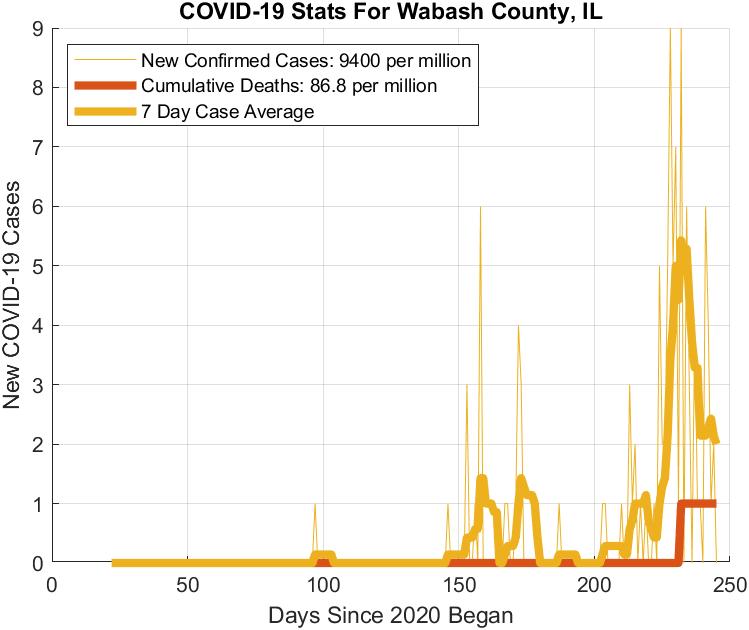 COVID-19 Stats For Wabash County, IL
New Confirmed Cases: 9400 per million
Cumulative Deaths: 86.8 per million
7 Day Case Average
New COVID-19 Cases
9
8
7
6
5
4
3
2
1
0
0 50 100 150 200 250
Days Since 2020 Began